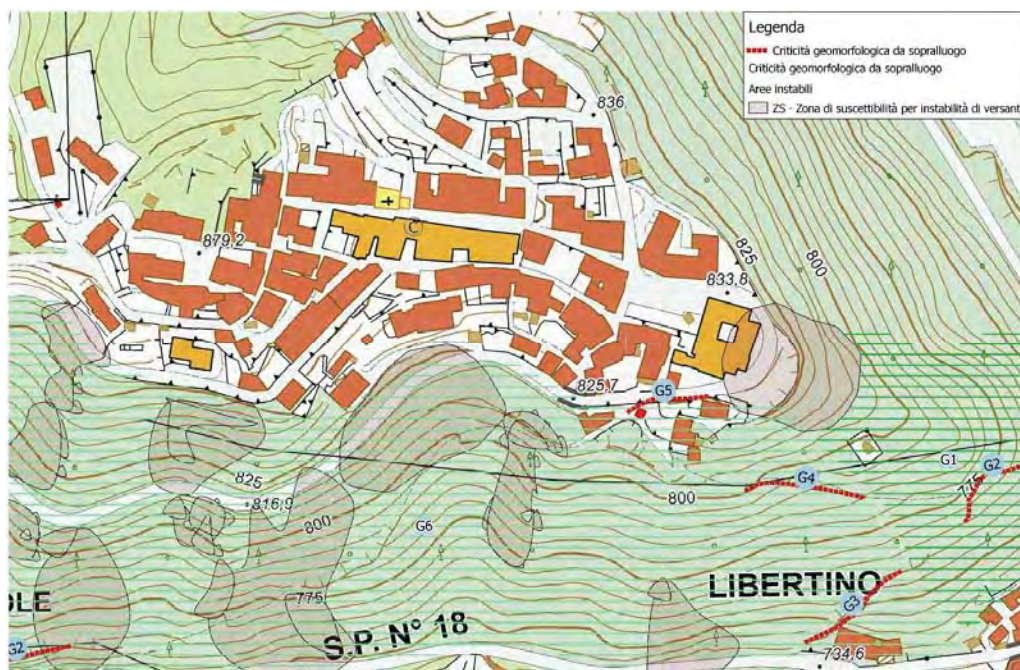 Legenda
Criticità geomorfologica da sopralluogo
Criticità geomorfologica da sopralluogo
Aree instabili
ZS - Zona di suscettibilità per instabilità di versant
836
879,2
C
825
800
833,8
825,7
G5
G1
G2
G4
775
825
816,9
800
800
G6
775
LIBERTINO
G3
OLE
G2
S.P. N° 18
734,6